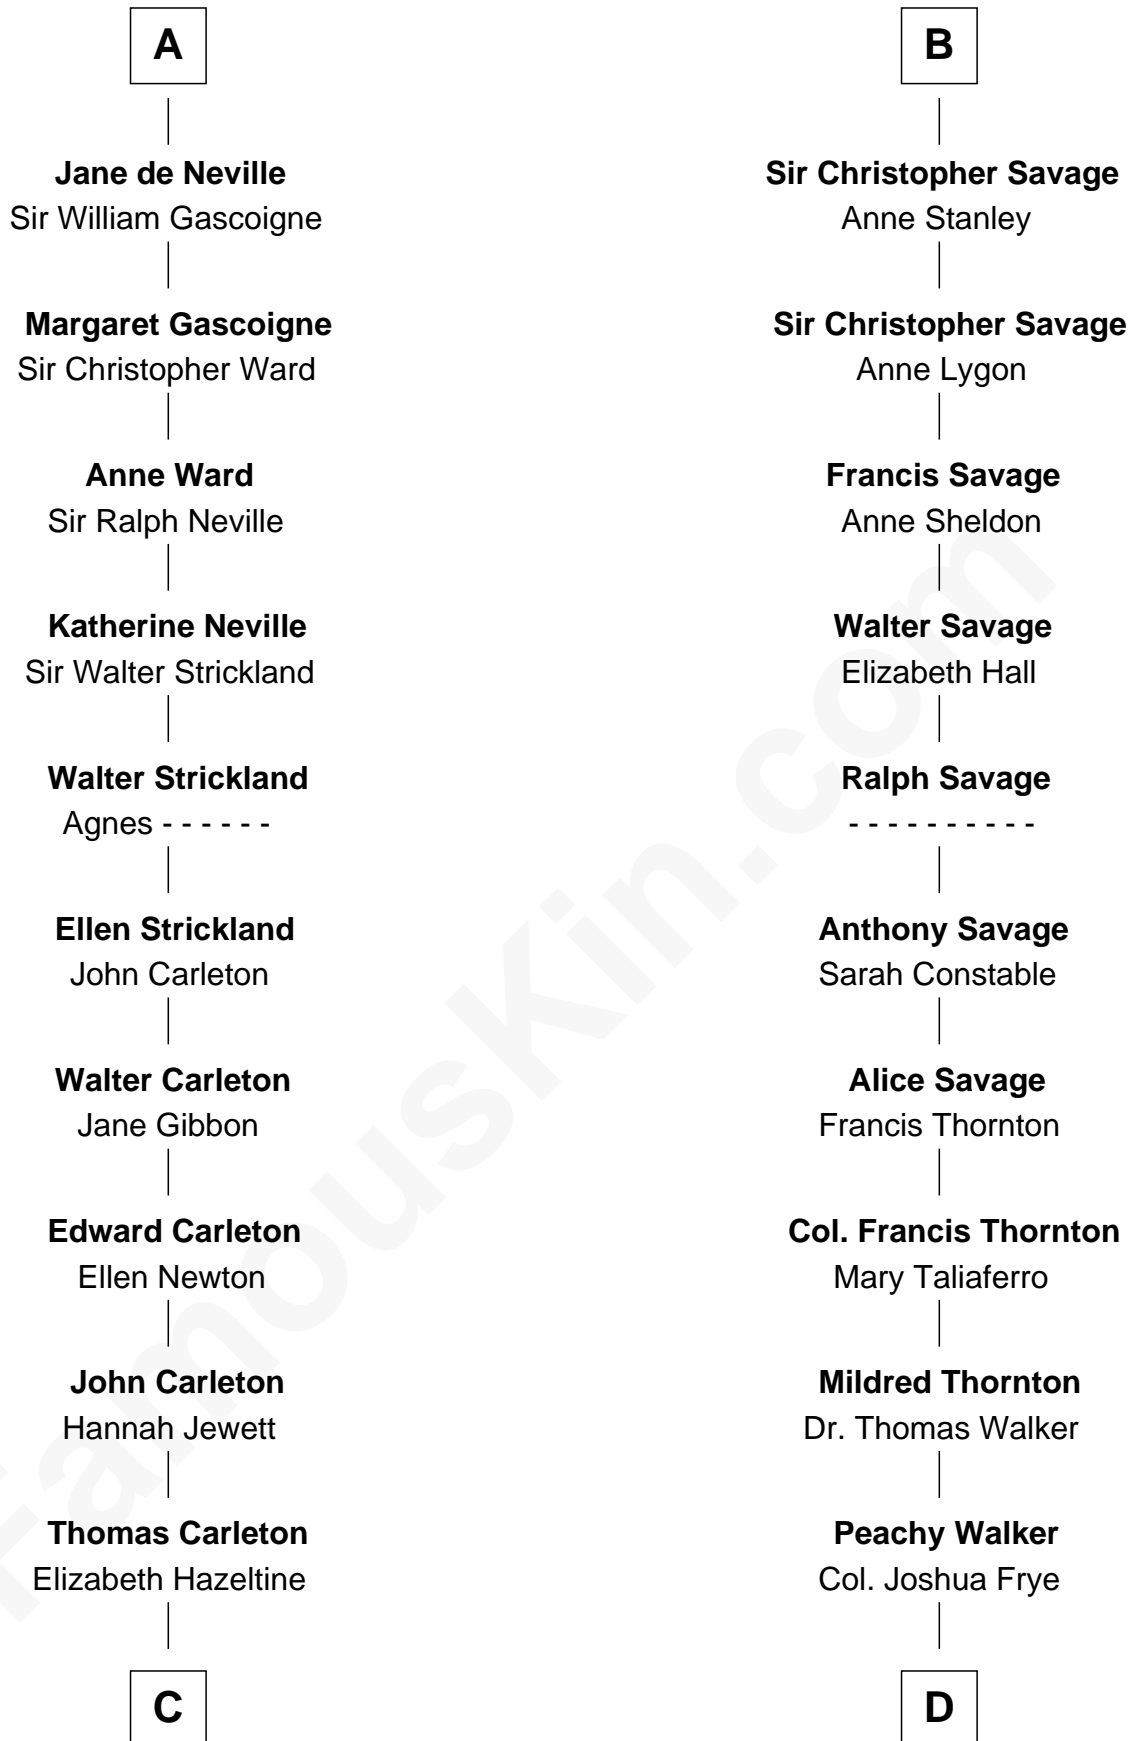 A
Jane de Neville
Sir William Gascoigne
Margaret Gascoigne
Sir Christopher Ward
Anne Ward
Sir Ralph Neville
Katherine Neville
Sir Walter Strickland
Walter Strickland
Agnes - - - - - -
Ellen Strickland
John Carleton
Walter Carleton
Jane Gibbon
Edward Carleton
Ellen Newton
John Carleton
Hannah Jewett
Thomas Carleton
Elizabeth Hazeltine
C
B
Sir Christopher Savage
Anne Stanley
Sir Christopher Savage
Anne Lygon
Francis Savage
Anne Sheldon
Walter Savage
Elizabeth Hall
Ralph Savage
- - - - - - - - - -
Anthony Savage
Sarah Constable
Alice Savage
Francis Thornton
Col. Francis Thornton
Mary Taliaferro
Mildred Thornton
Dr. Thomas Walker
Peachy Walker
Col. Joshua Frye
D
FamousKin.com